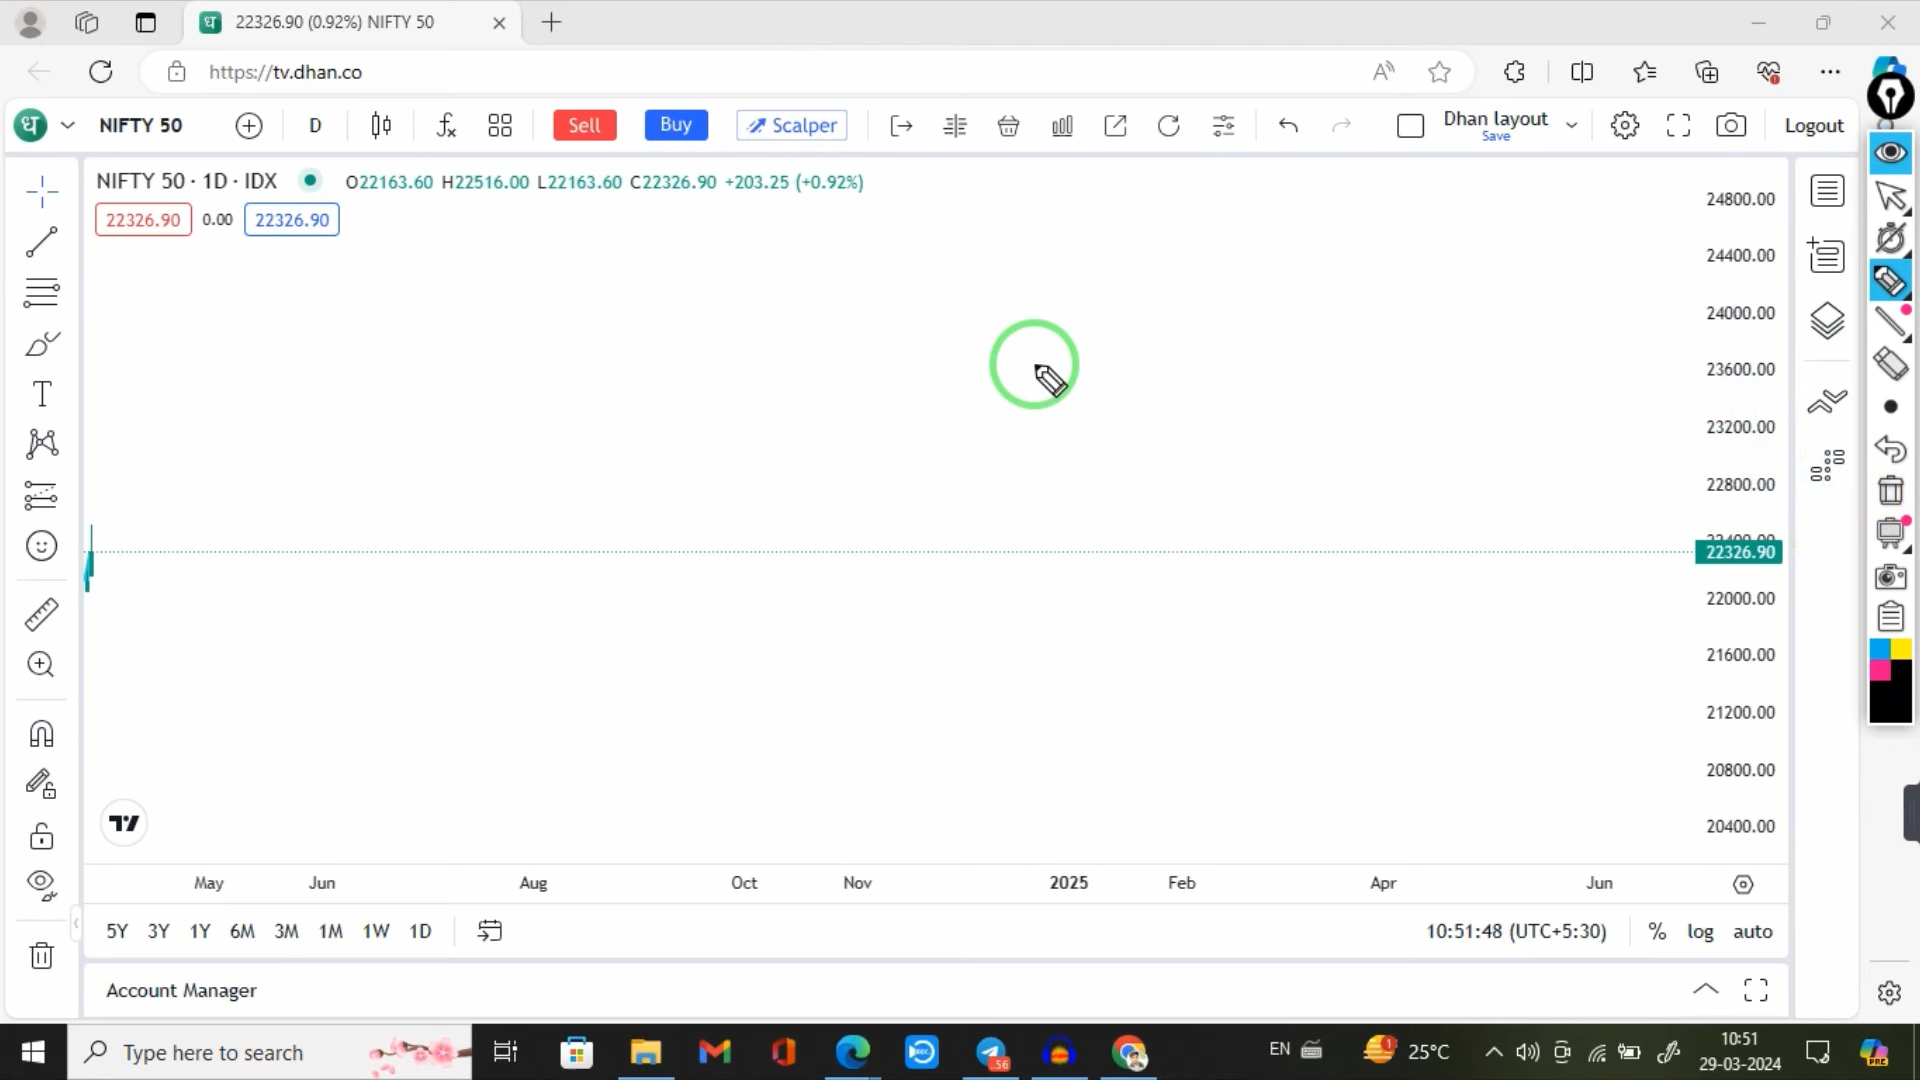 22326.90 (0.92%) NIFTY 50
https://tv.dhan.co
ध NIFTY 50 D Sell Buy Scalper Dhan layout Save Logout
NIFTY 50 · 1D · IDX O22163.60 H22516.00 L22163.60 C22326.90 +203.25 (+0.92%)
22326.90 0.00 22326.90
24800.00
24400.00
24000.00
23600.00
23200.00
22800.00
22400.00
22326.90
22000.00
21600.00
21200.00
20800.00
20400.00
May Jun Aug Oct Nov 2025 Feb Apr Jun
5Y 3Y 1Y 6M 3M 1M 1W 1D 10:51:48 (UTC+5:30) % log auto
Account Manager
Type here to search EN 25°C 10:51
29-03-2024